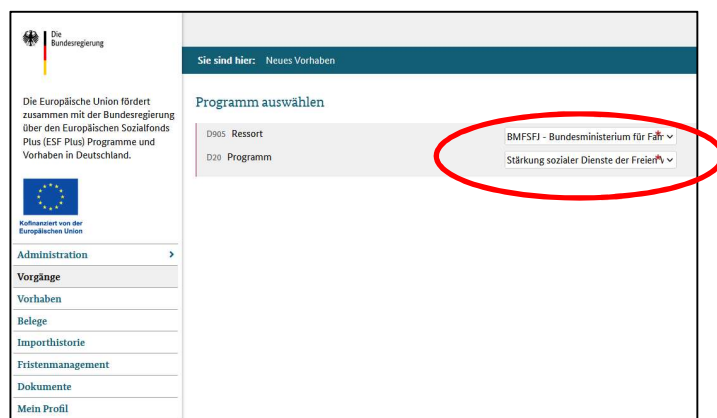 Die
Bundesregierung
Sie sind hier: Neues Vorhaben
Die Europäische Union fördert
zusammen mit der Bundesregierung
über den Europäischen Sozialfonds
Plus (ESF Plus) Programme und
Vorhaben in Deutschland.
Kofinanziert von der
Europäischen Union
Programm auswählen
D905 Ressort BMFSFJ - Bundesministerium für Fam
D20 Programm Stärkung sozialer Dienste der Freien
Administration
Vorgänge
Vorhaben
Belege
Importhistorie
Fristenmanagement
Dokumente
Mein Profil